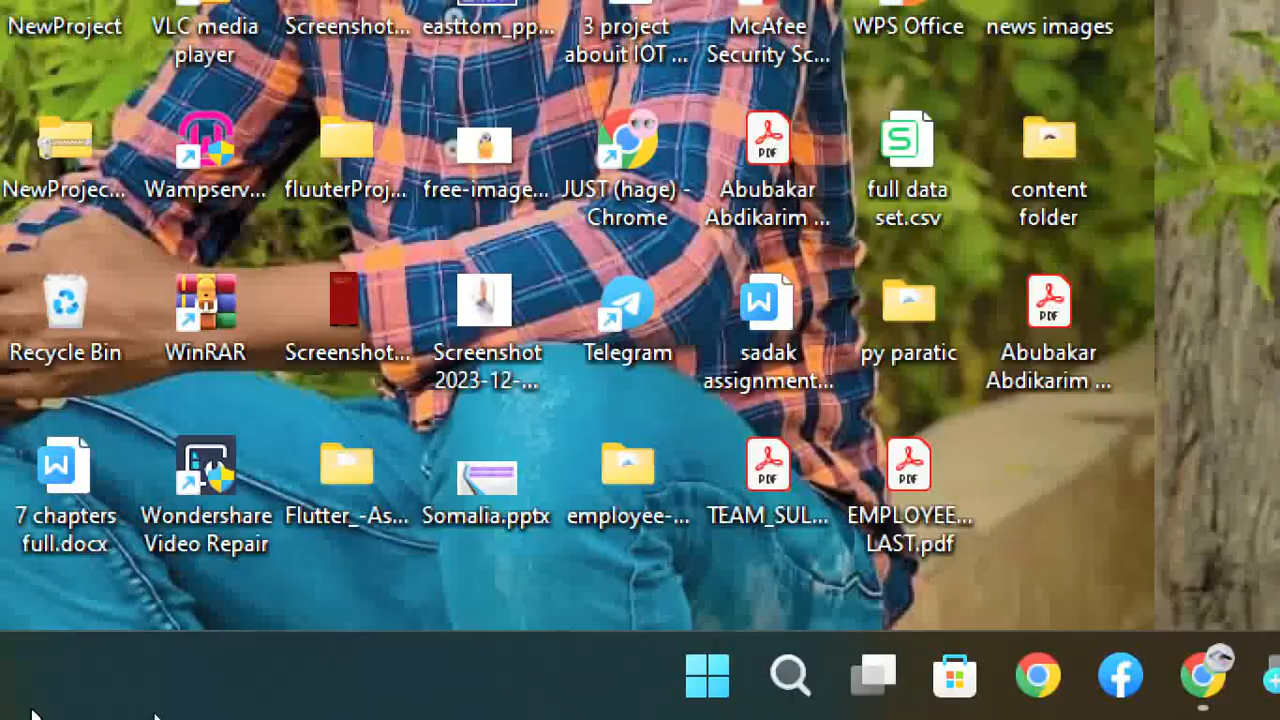 NewProject
VLC media
player
Screenshot...
easttom_pp...
3 project
abouit IOT ...
McAfee
Security Sc...
WPS Office
news images
NewProjec...
Wampserv...
fluuterProj...
free-image...
JUST (hage) -
Chrome
PDF
Abubakar
Abdikarim ...
S
full data
set.csv
content
folder
Recycle Bin
WinRAR
Screenshot...
Screenshot
2023-12-...
Telegram
W
sadak
assignment...
py paratic
PDF
Abubakar
Abdikarim ...
W
7 chapters
full.docx
Wondershare
Video Repair
Flutter_-As...
Somalia.pptx
employee-...
PDF
TEAM_SUL...
PDF
EMPLOYEE...
LAST.pdf